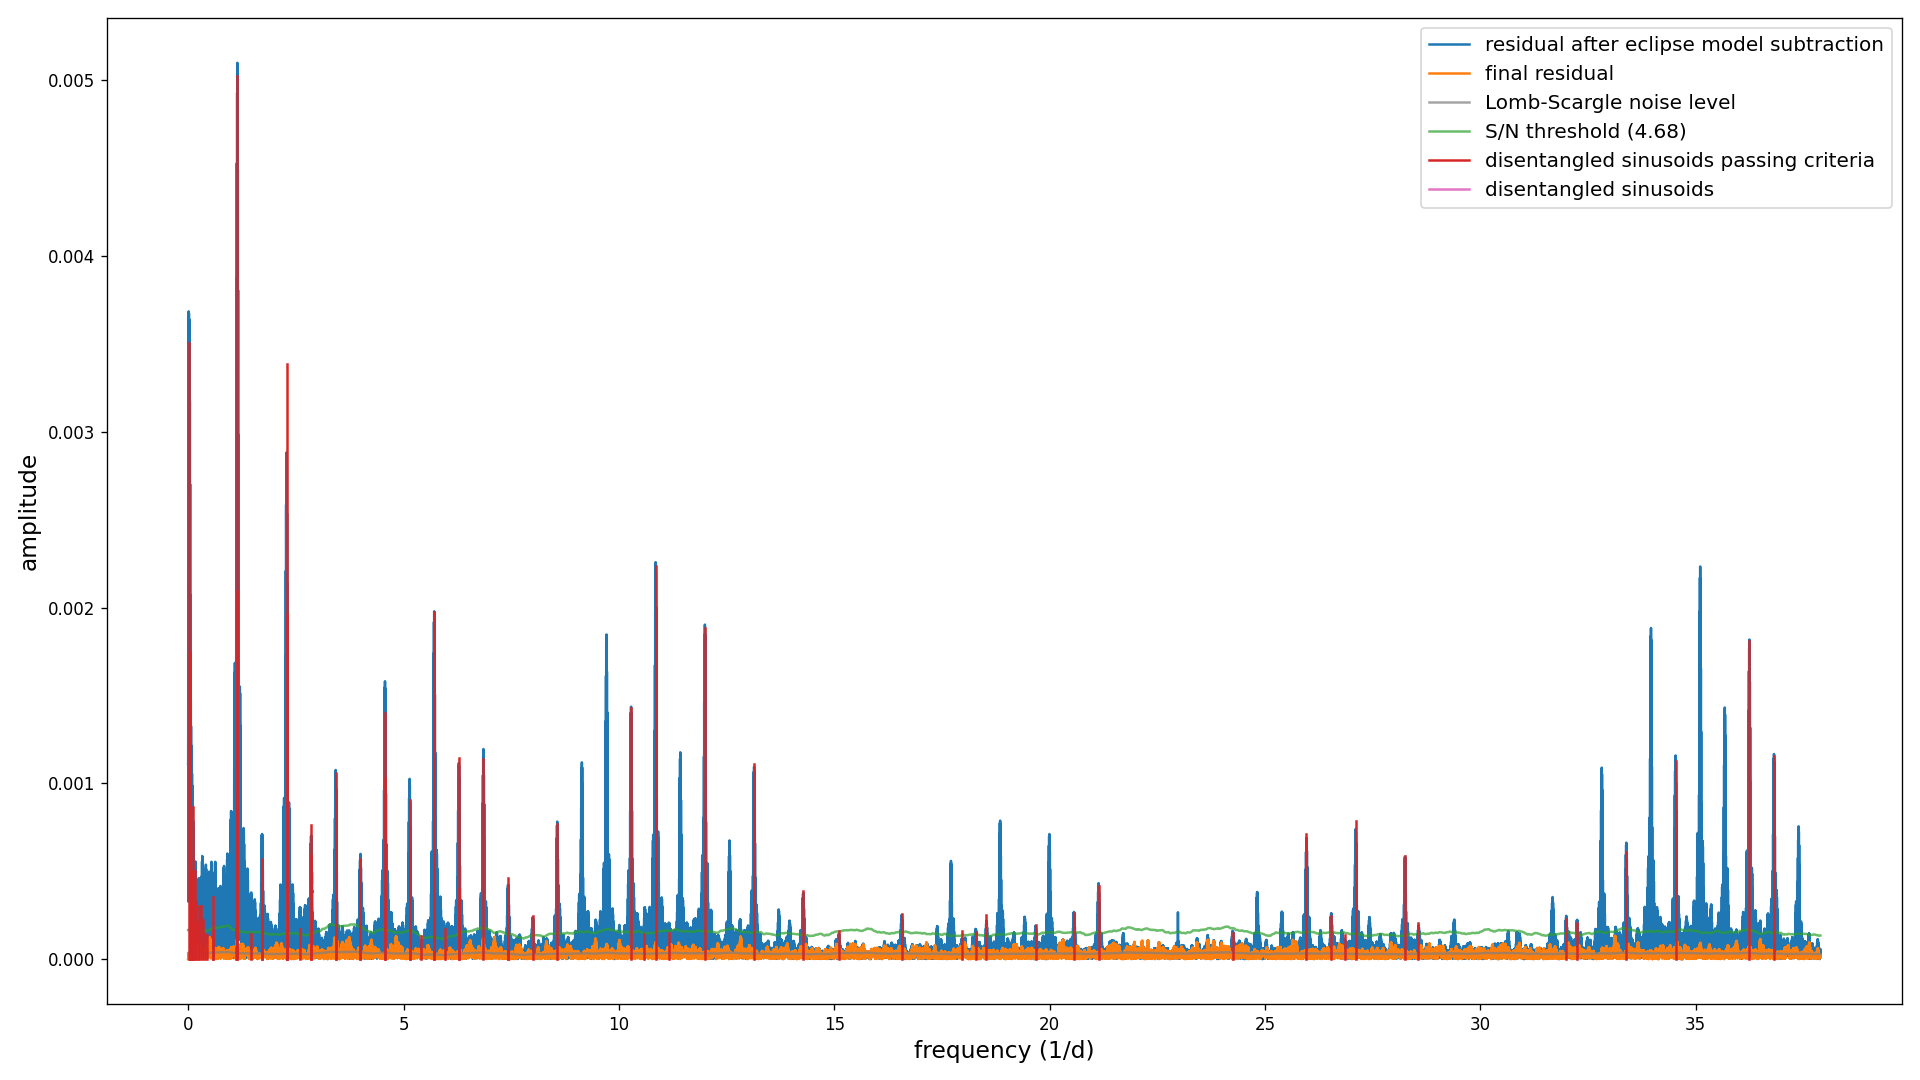 residual after eclipse model subtraction
final residual
Lomb-Scargle noise level
S/N threshold (4.68)
disentangled sinusoids passing criteria
disentangled sinusoids
amplitude
0.005
0.004
0.003
0.002
0.001
0.000
0 5 10 15 20 25 30 35
frequency (1/d)